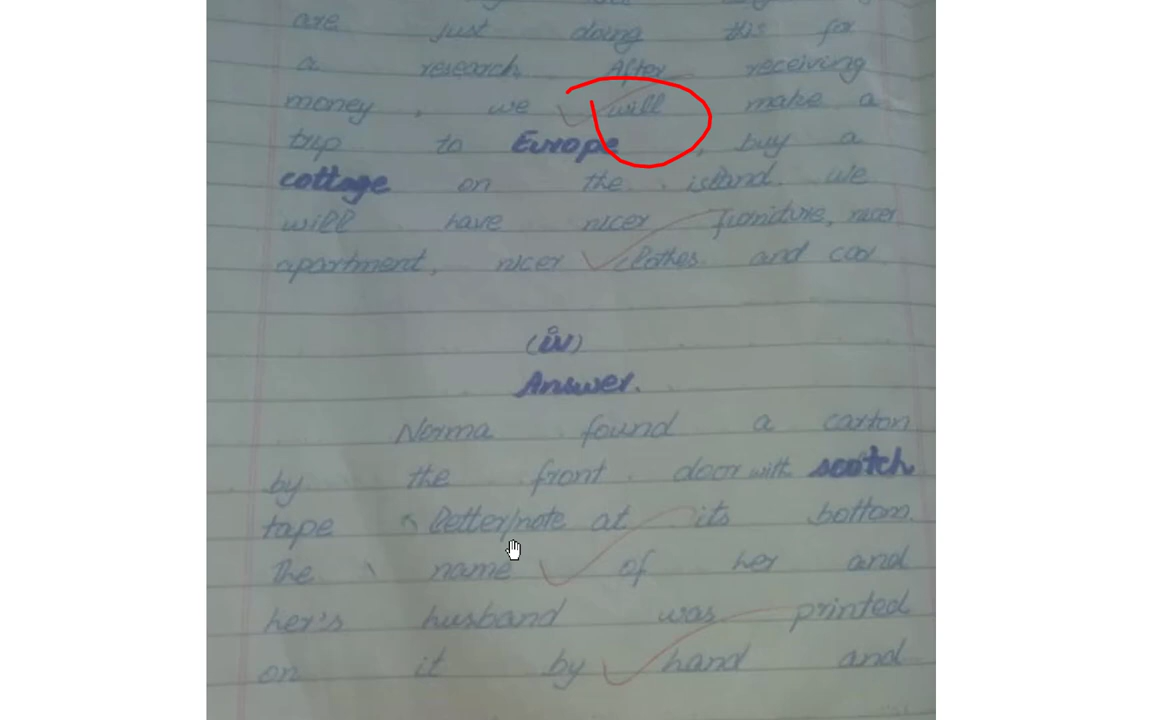 are just doing this for
a research. After receiving
money, we will make a
trip to Europe, buy a
cottage on the island. We
will have nicer furniture, nicer
apartment, nicer clothes and car.
(iv)
Answer.
Norma found a carton
by the front door with scotch
tape letter/note at its bottom.
The name of her and
her's husband was printed
on it by hand and